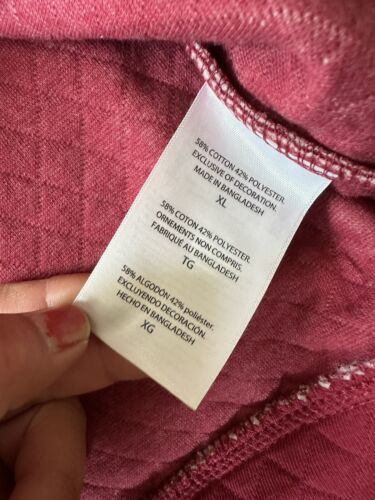 58% COTTON 42% POLYESTER.
EXCLUSIVE OF DECORATION.
MADE IN BANGLADESH
XL
58% COTON 42% POLYESTER.
ORNEMENTS NON COMPRIS.
FABRIQUÉ AU BANGLADESH
TG
58% ALGODÓN 42% poliéster.
EXCLUYENDO DECORACIÓN.
HECHO EN BANGLADESH
XG